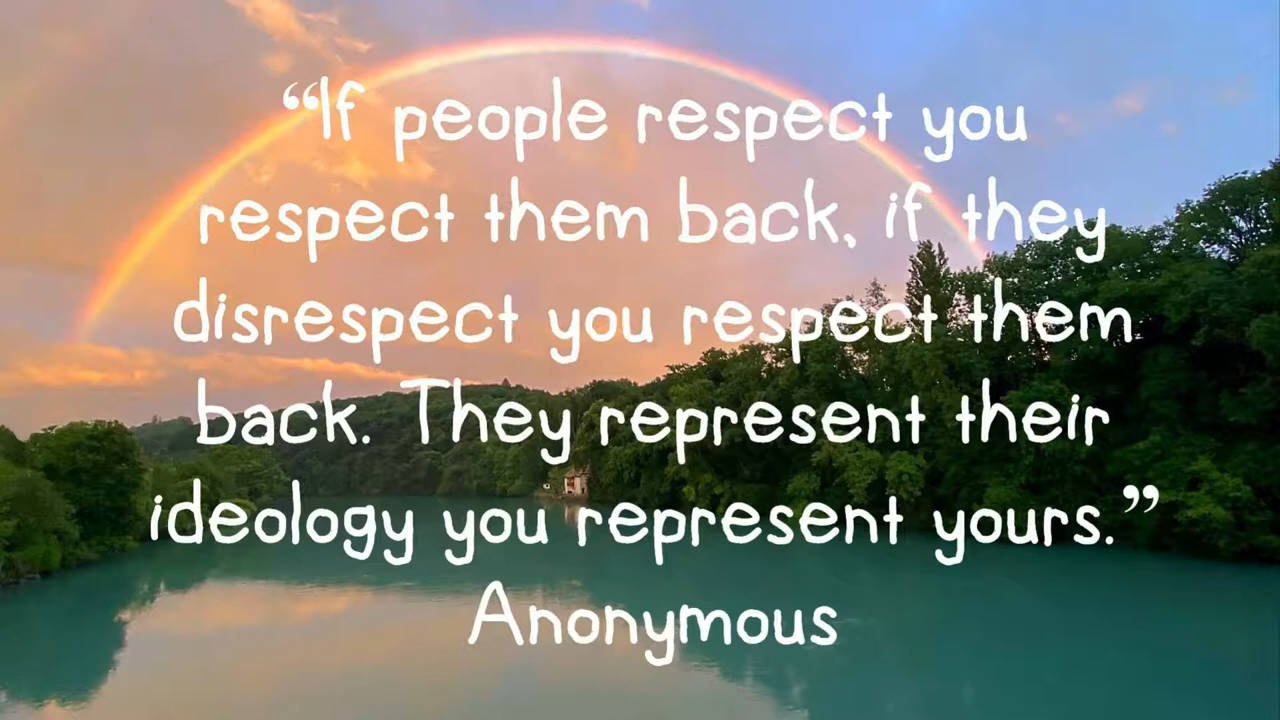 “If people respect you
respect them back, if they
disrespect you respect them
back. They represent their
ideology you represent yours.”
Anonymous